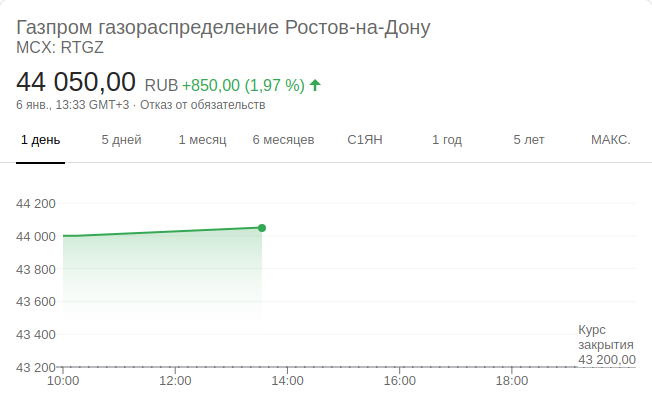 Газпром газораспределение Ростов-на-Дону
MCX: RTGZ
44 050,00 RUB +850,00 (1,97 %)
6 янв., 13:33 GMT+3 · Отказ от обязательств
1 день 5 дней 1 месяц 6 месяцев С1ЯН 1 год 5 лет МАКС.
44 200
44 000
43 800
43 600
43 400
43 200
Курс
закрытия
43 200,00
10:00 12:00 14:00 16:00 18:00